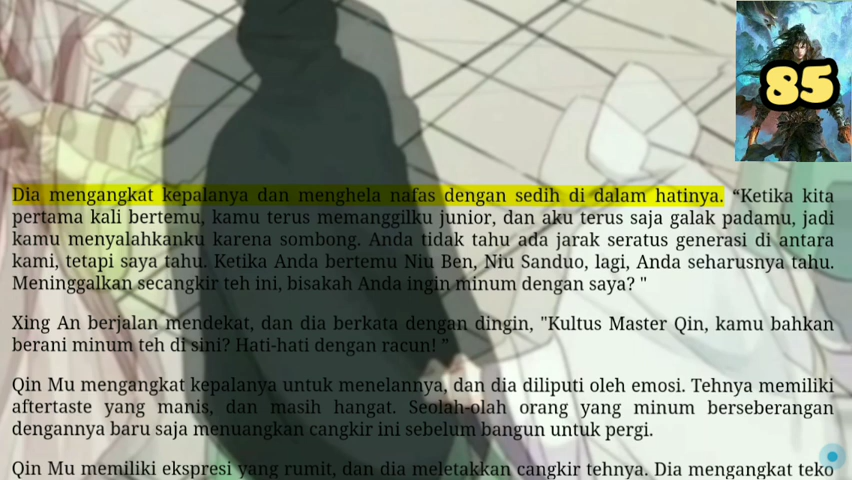 85
Dia mengangkat kepalanya dan menghela nafas dengan sedih di dalam hatinya. “Ketika kita
pertama kali bertemu, kamu terus memanggilku junior, dan aku terus saja galak padamu, jadi
kamu menyalahkanku karena sombong. Anda tidak tahu ada jarak seratus generasi di antara
kami, tetapi saya tahu. Ketika Anda bertemu Niu Ben, Niu Sanduo, lagi, Anda seharusnya tahu.
Meninggalkan secangkir teh ini, bisakah Anda ingin minum dengan saya? "
Xing An berjalan mendekat, dan dia berkata dengan dingin, "Kultus Master Qin, kamu bahkan
berani minum teh di sini? Hati-hati dengan racun! ”
Qin Mu mengangkat kepalanya untuk menelannya, dan dia diliputi oleh emosi. Tehnya memiliki
aftertaste yang manis, dan masih hangat. Seolah-olah orang yang minum berseberangan
dengannya baru saja menuangkan cangkir ini sebelum bangun untuk pergi.
Qin Mu memiliki ekspresi yang rumit, dan dia meletakkan cangkir tehnya. Dia mengangkat teko